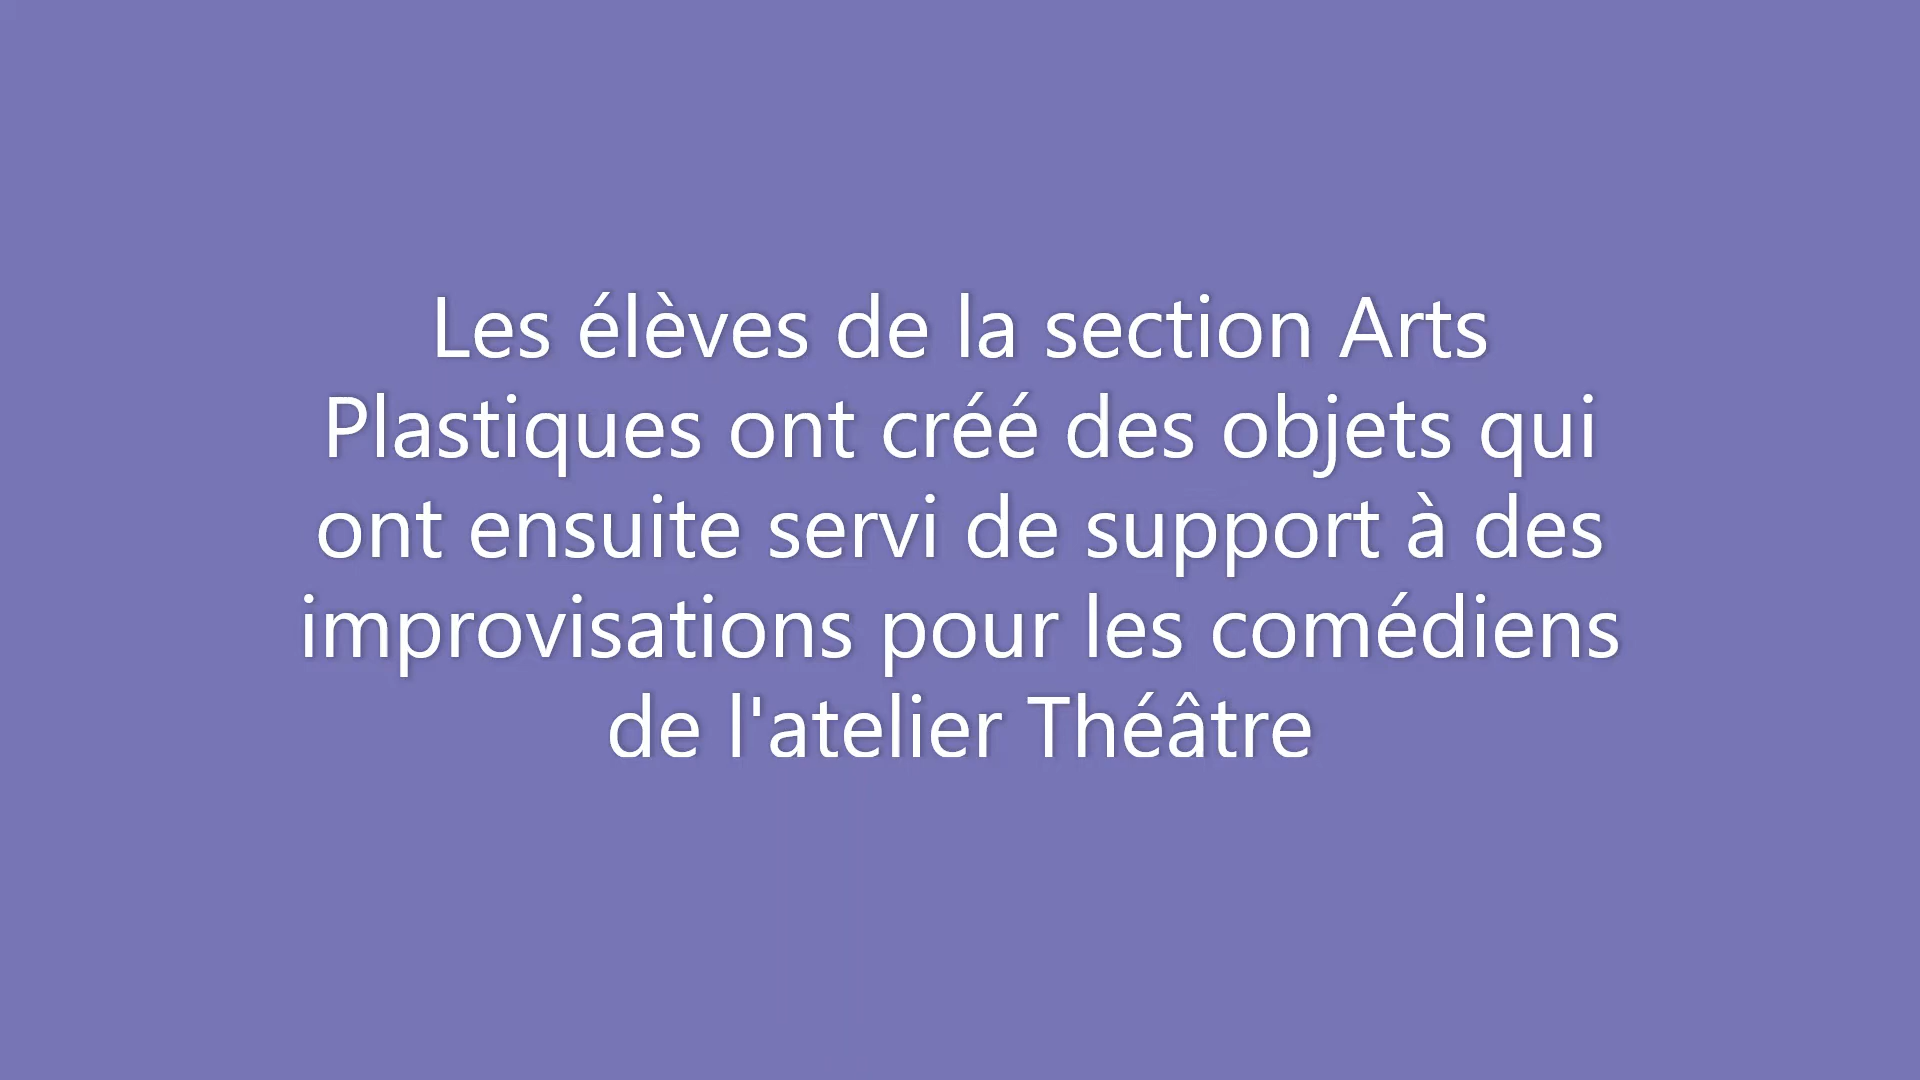 Les élèves de la section Arts
Plastiques ont créé des objets qui
ont ensuite servi de support à des
improvisations pour les comédiens
de l'atelier Théâtre